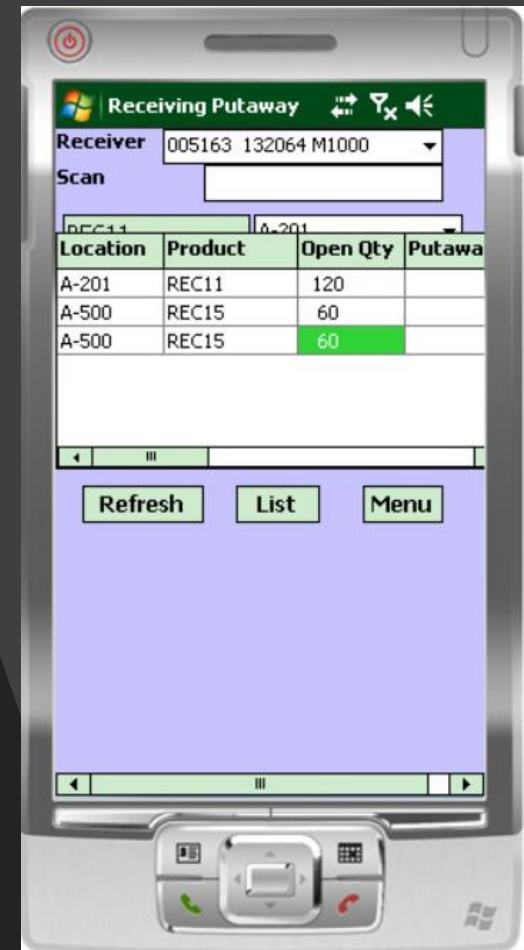 Receiving Putaway
Receiver 005163 132064 M1000
Scan
REC11 A-201
Location Product Open Qty Putawa
A-201 REC11 120
A-500 REC15 60
A-500 REC15 60
Refresh List Menu